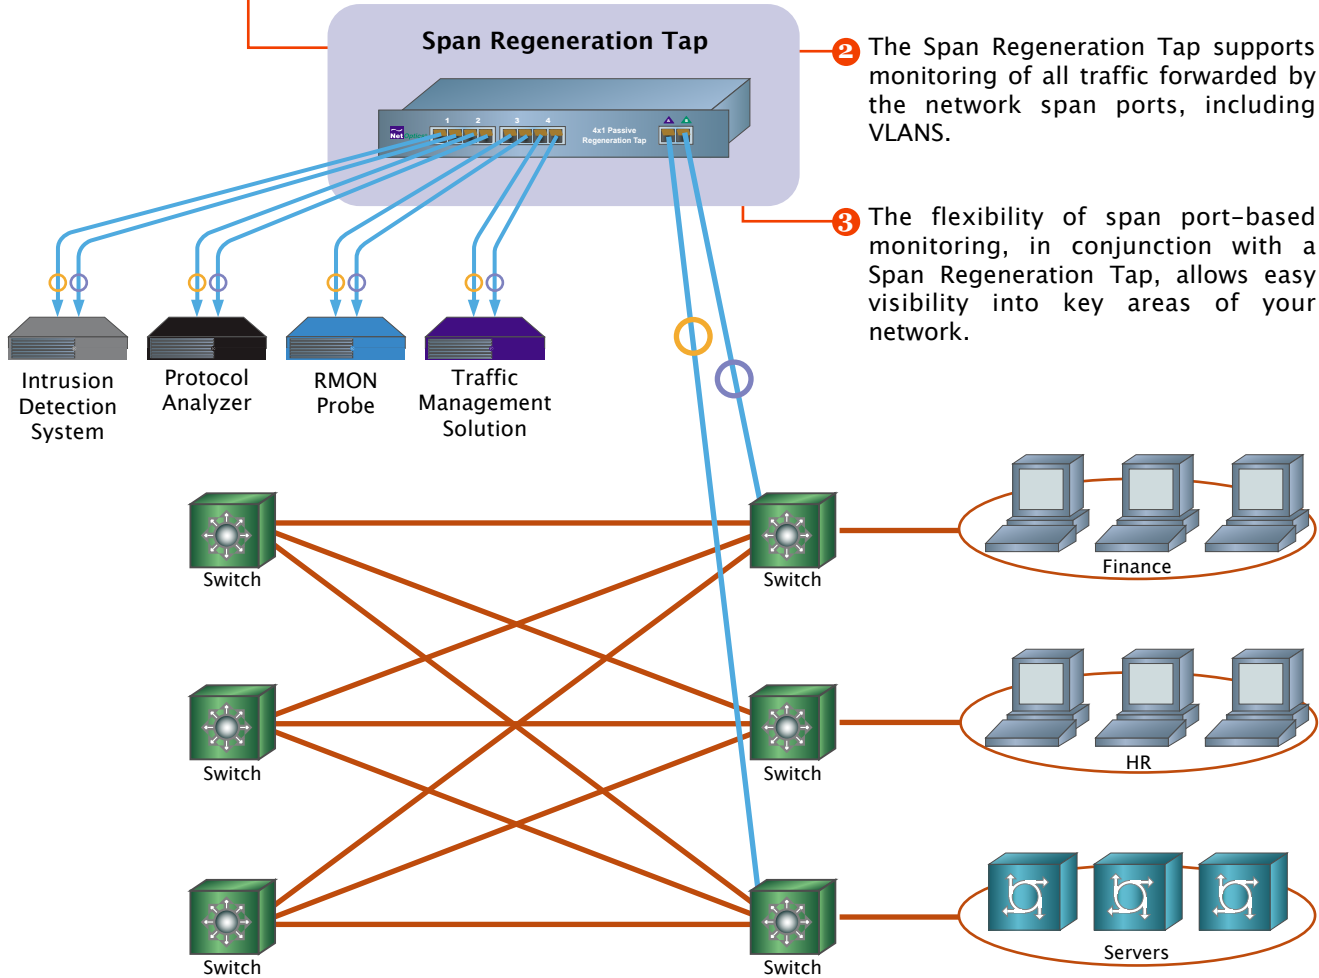 Span Regeneration Tap
1 2 3 4
Net Optics
4x1 Passive
Regeneration Tap
2 The Span Regeneration Tap supports
monitoring of all traffic forwarded by
the network span ports, including
VLANS.
3 The flexibility of span port-based
monitoring, in conjunction with a
Span Regeneration Tap, allows easy
visibility into key areas of your
network.
Intrusion
Detection
System
Protocol
Analyzer
RMON
Probe
Traffic
Management
Solution
Switch
Switch
Finance
Switch
Switch
HR
Switch
Switch
Servers